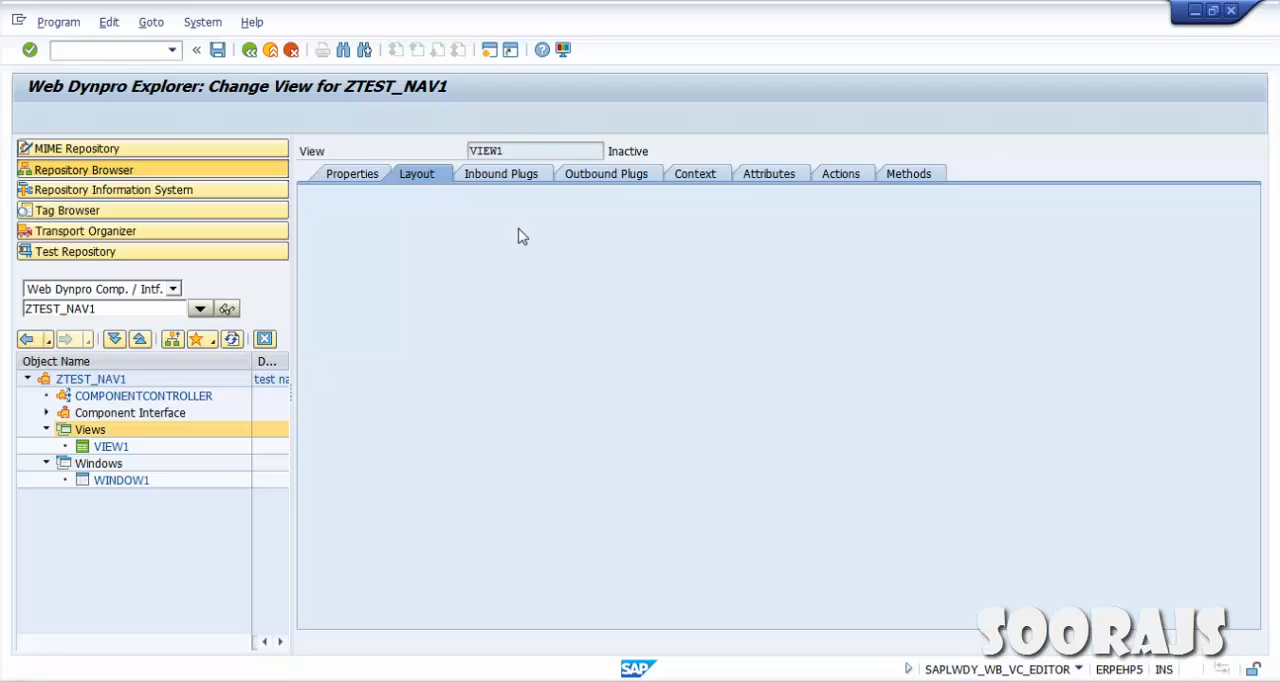 Program Edit Goto System Help
Web Dynpro Explorer: Change View for ZTEST_NAV1
MIME Repository
Repository Browser
Repository Information System
Tag Browser
Transport Organizer
Test Repository
Web Dynpro Comp. / Intf.
ZTEST_NAV1
Object Name D...
ZTEST_NAV1 test na
COMPONENTCONTROLLER
Component Interface
Views
VIEW1
Windows
WINDOW1
View VIEW1 Inactive
Properties Layout Inbound Plugs Outbound Plugs Context Attributes Actions Methods
SOORAJS
SAP SAPLWDY_WB_VC_EDITOR ERPEHP5 INS